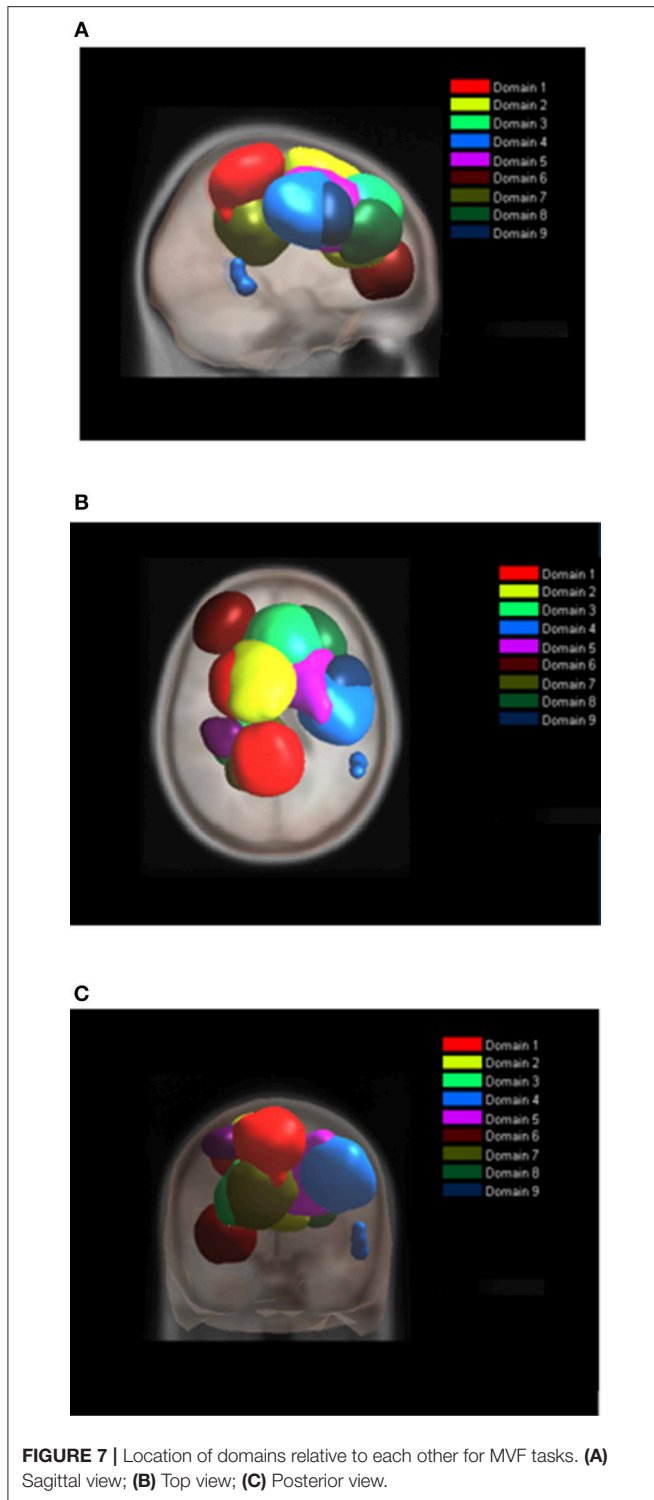 A
Domain 1
Domain 2
Domain 3
Domain 4
Domain 5
Domain 6
Domain 7
Domain 8
Domain 9
B
Domain 1
Domain 2
Domain 3
Domain 4
Domain 5
Domain 6
Domain 7
Domain 8
Domain 9
C
Domain 1
Domain 2
Domain 3
Domain 4
Domain 5
Domain 6
Domain 7
Domain 8
Domain 9
FIGURE 7 | Location of domains relative to each other for MVF tasks. (A)
Sagittal view; (B) Top view; (C) Posterior view.